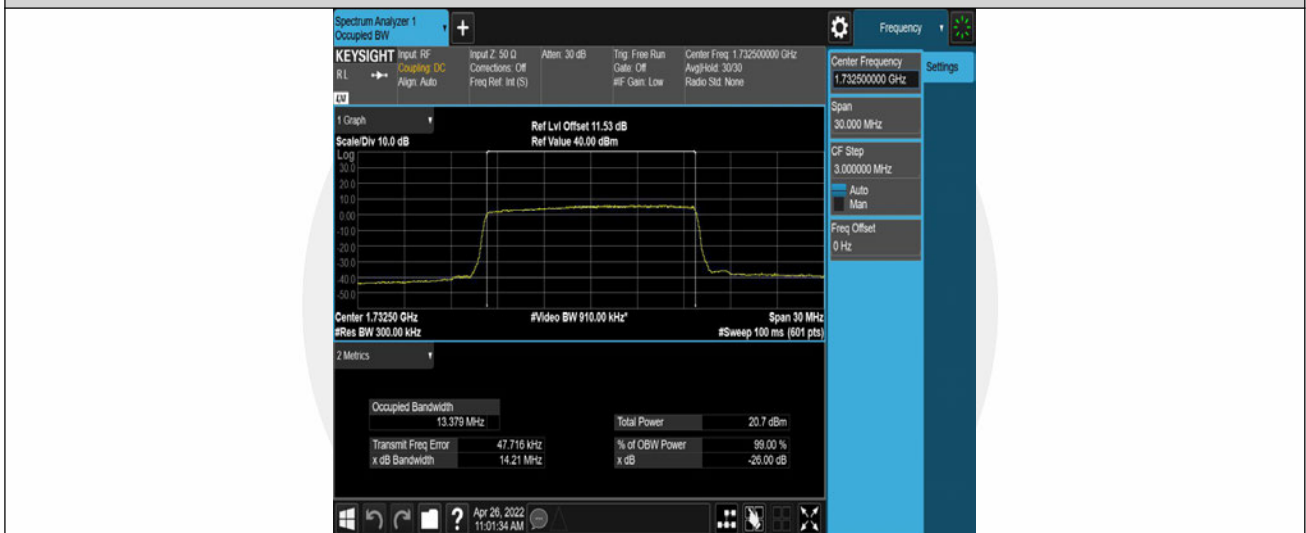 Spectrum Analyzer 1
Occupied BW
+
Frequency
KEYSIGHT
R L
Input: RF
Coupling: DC
Align: Auto
Input Z: 50 Ω
Corrections: Off
Freq Ref: Int (S)
Atten: 30 dB
Trig: Free Run
Gate: Off
#IF Gain: Low
Center Freq: 1.732500000 GHz
Avg|Hold: 30/30
Radio Std: None
Center Frequency
1.732500000 GHz
Settings
Span
30.000 MHz
CF Step
3.000000 MHz
Auto
Man
Freq Offset
0 Hz
1 Graph
Scale/Div 10.0 dB
Ref Lvl Offset 11.53 dB
Ref Value 40.00 dBm
Log
30.0
20.0
10.0
0.00
-10.0
-20.0
-30.0
-40.0
-50.0
Center 1.73250 GHz
#Res BW 300.00 kHz
#Video BW 910.00 kHz*
Span 30 MHz
#Sweep 100 ms (601 pts)
2 Metrics
Occupied Bandwidth
13.379 MHz
Total Power 20.7 dBm
Transmit Freq Error 47.716 kHz
% of OBW Power 99.00 %
x dB Bandwidth 14.21 MHz
x dB -26.00 dB
?
Apr 26, 2022
11:01:34 AM